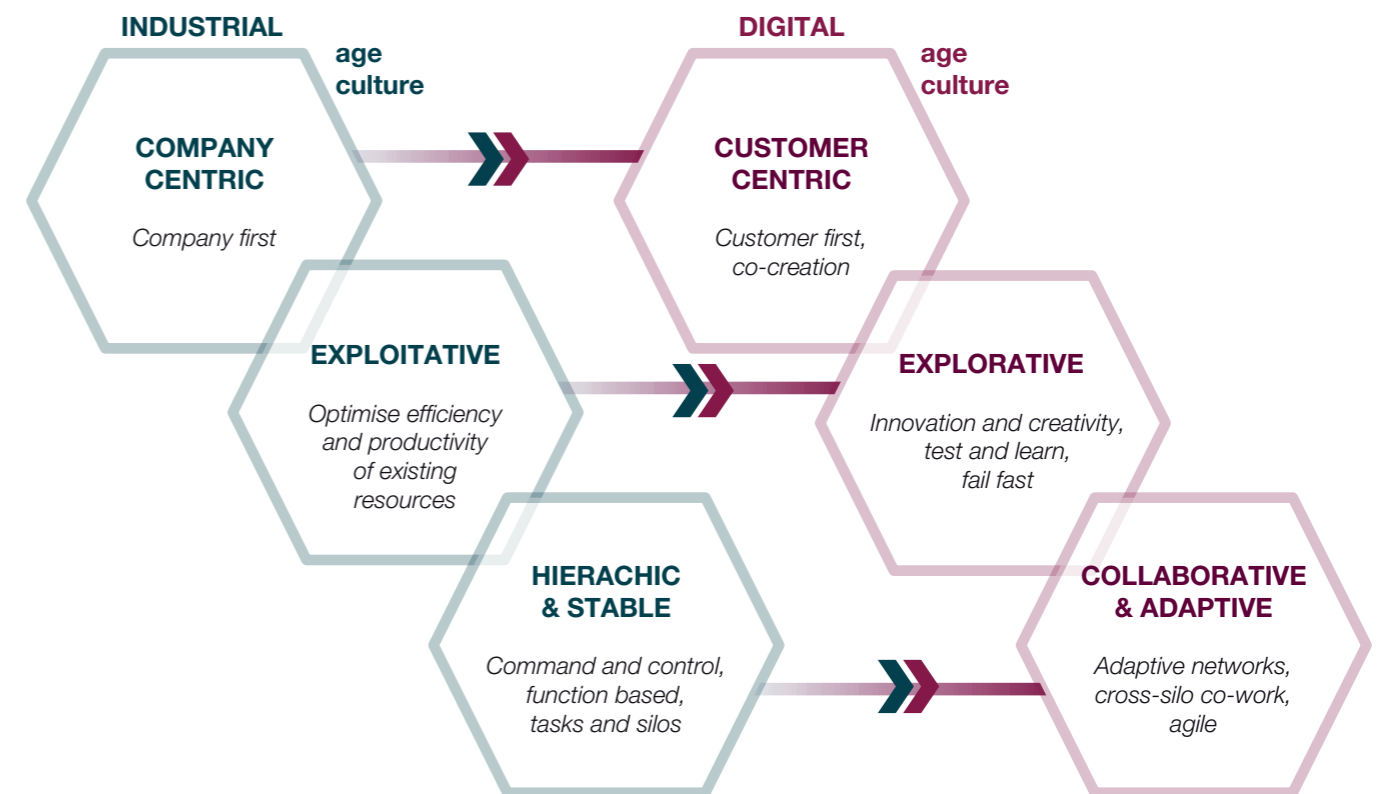 INDUSTRIAL
age
culture
COMPANY
CENTRIC
Company first
EXPLOITATIVE
Optimise efficiency
and productivity
of existing
resources
HIERACHIC
& STABLE
Command and control,
function based,
tasks and silos
DIGITAL
age
culture
CUSTOMER
CENTRIC
Customer first,
co-creation
EXPLORATIVE
Innovation and creativity,
test and learn,
fail fast
COLLABORATIVE
& ADAPTIVE
Adaptive networks,
cross-silo co-work,
agile